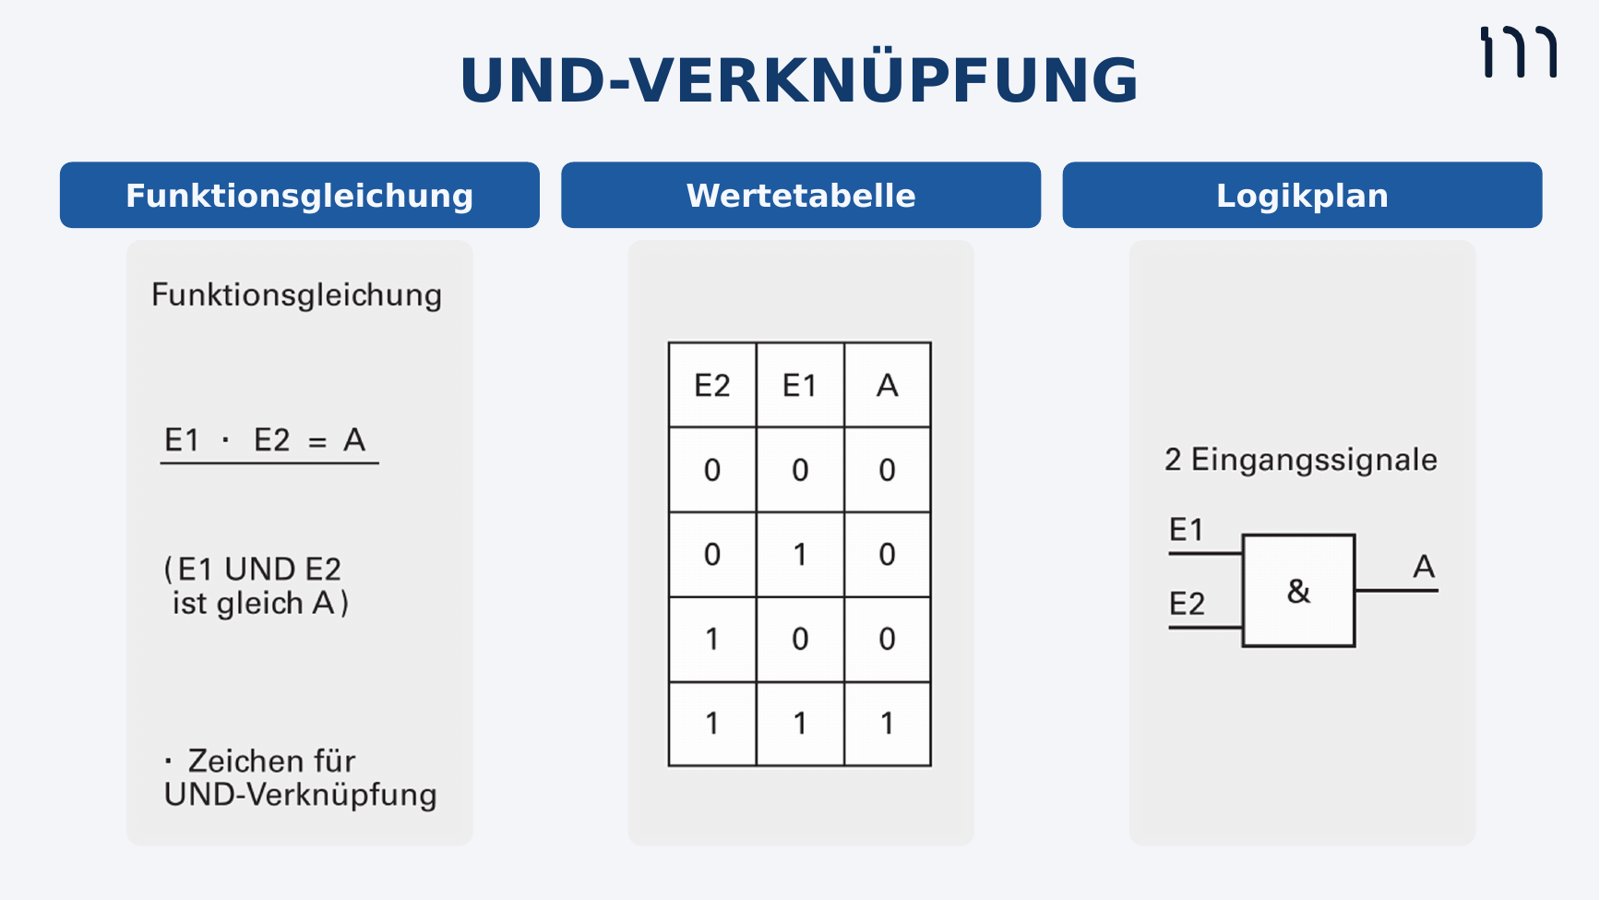 UND-VERKNÜPFUNG
Funktionsgleichung
Funktionsgleichung
E1 · E2 = A
(E1 UND E2
ist gleich A)
· Zeichen für
UND-Verknüpfung
Wertetabelle
E2 E1 A
0 0 0
0 1 0
1 0 0
1 1 1
Logikplan
2 Eingangssignale
E1
E2
&
A